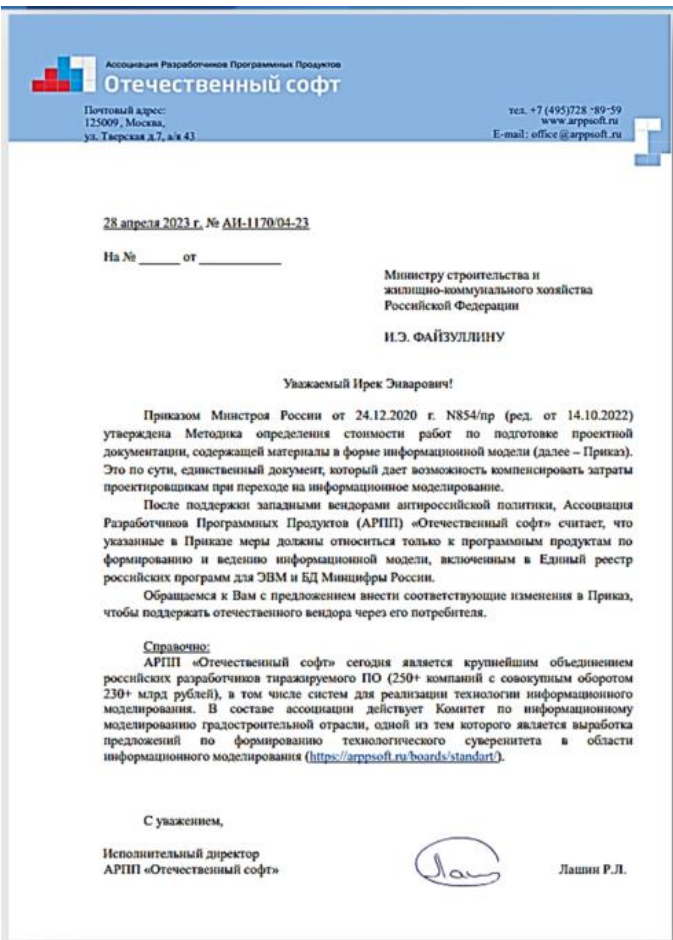 Ассоциация Разработчиков Программных Продуктов
Отечественный софт
Почтовый адрес:
125009, Москва,
ул. Тверская д.7, а/я 43
тел. +7 (495)728 -89-59
www.arppsoft.ru
E-mail: office@arppsoft.ru
28 апреля 2023 г. № АИ-1170/04-23
На № ______ от ____________
Министру строительства и
жилищно-коммунального хозяйства
Российской Федерации
И.Э. ФАЙЗУЛЛИНУ
Уважаемый Ирек Энварович!
Приказом Минстроя России от 24.12.2020 г. N854/пр (ред. от 14.10.2022)
утверждена Методика определения стоимости работ по подготовке проектной
документации, содержащей материалы в форме информационной модели (далее – Приказ).
Это по сути, единственный документ, который дает возможность компенсировать затраты
проектировщикам при переходе на информационное моделирование.
После поддержки западными вендорами антироссийской политики, Ассоциация
Разработчиков Программных Продуктов (АРПП) «Отечественный софт» считает, что
указанные в Приказе меры должны относиться только к программным продуктам по
формированию и ведению информационной модели, включенным в Единый реестр
российских программ для ЭВМ и БД Минцифры России.
Обращаемся к Вам с предложением внести соответствующие изменения в Приказ,
чтобы поддержать отечественного вендора через его потребителя.
Справочно:
АРПП «Отечественный софт» сегодня является крупнейшим объединением
российских разработчиков тиражируемого ПО (250+ компаний с совокупным оборотом
230+ млрд рублей), в том числе систем для реализации технологии информационного
моделирования. В составе ассоциации действует Комитет по информационному
моделированию градостроительной отрасли, одной из тем которого является выработка
предложений по формированию технологического суверенитета в области
информационного моделирования (https://arppsoft.ru/boards/standart/).
С уважением,
Исполнительный директор
АРПП «Отечественный софт»
Лашин Р.Л.